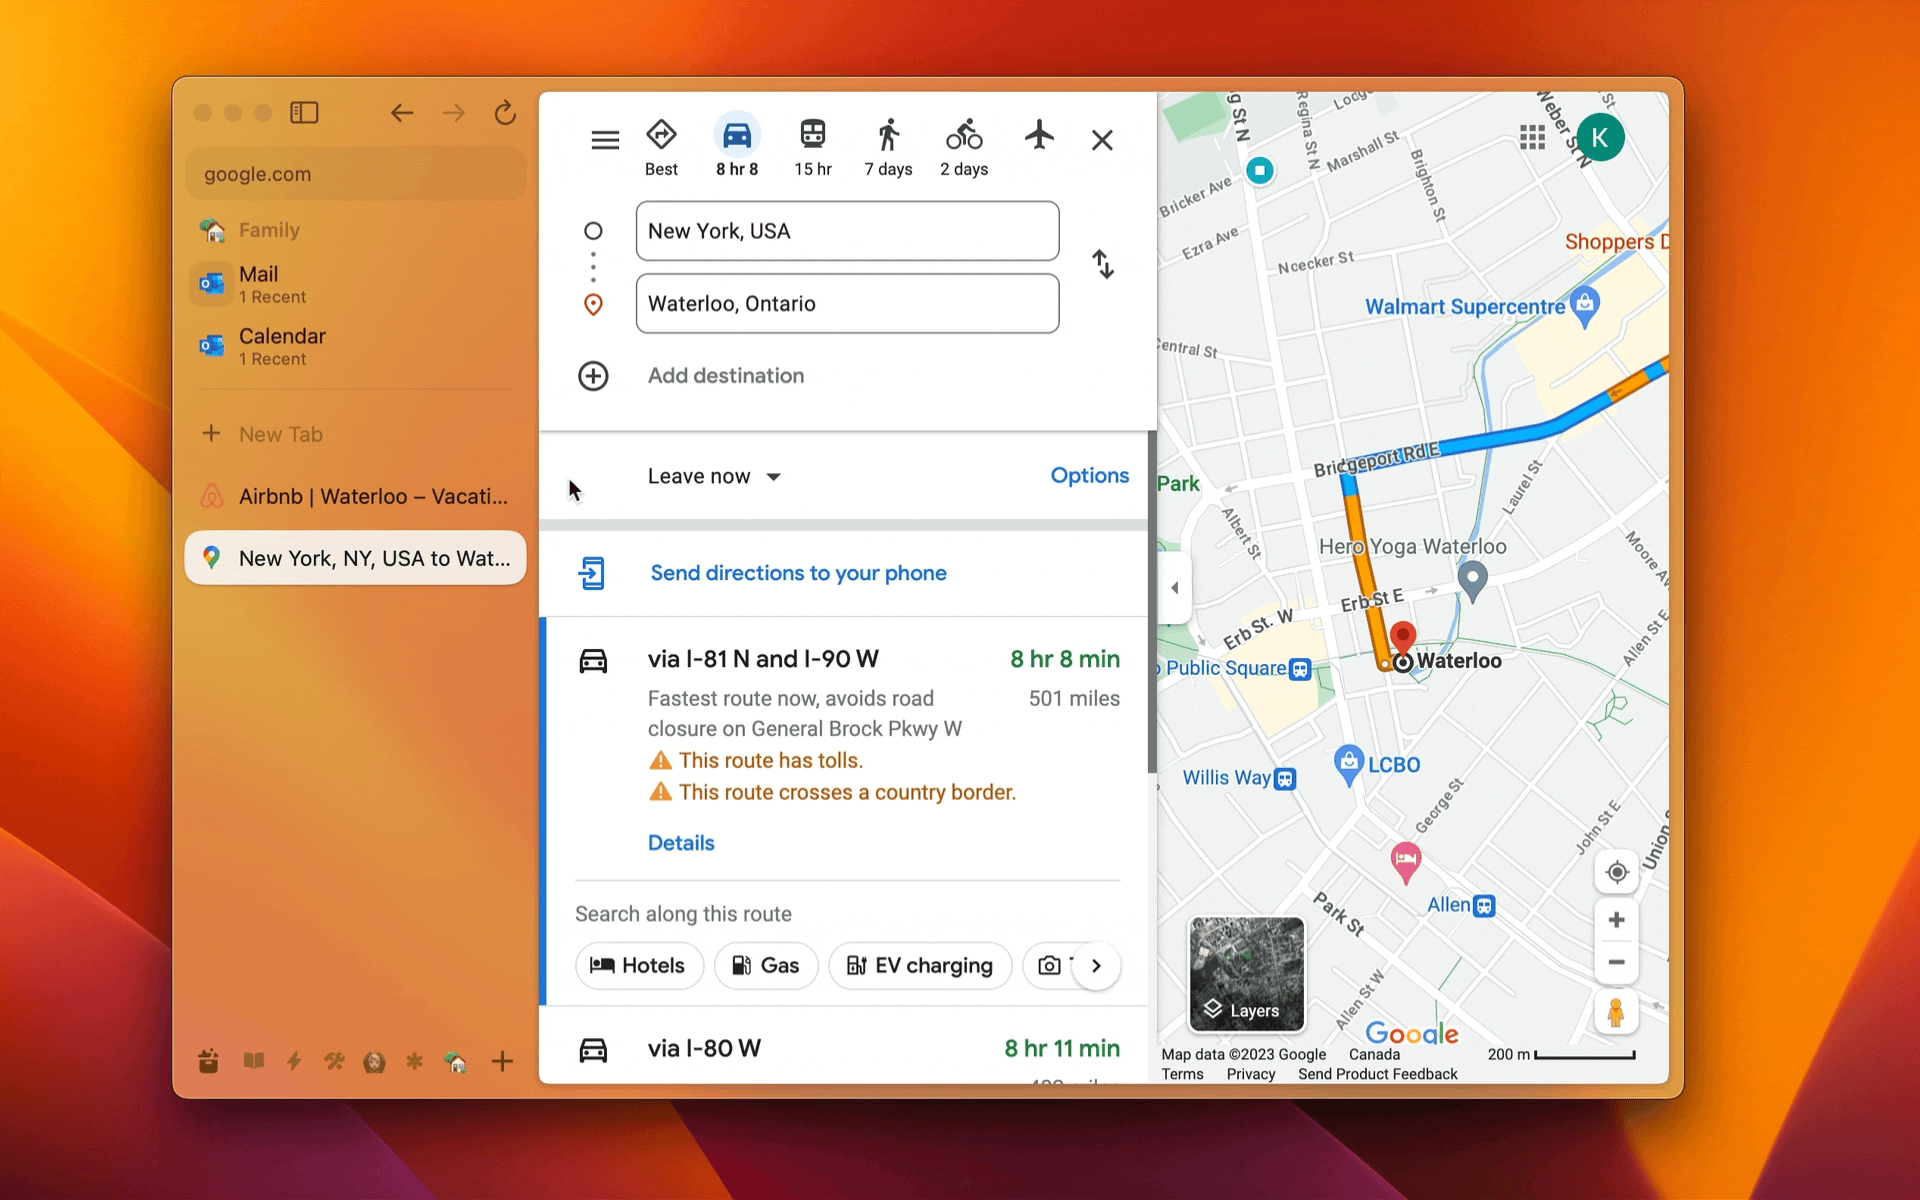 google.com
Family
Mail
1 Recent
Calendar
1 Recent
New Tab
Airbnb | Waterloo – Vacati...
New York, NY, USA to Wat...
Best
8 hr 8
15 hr
7 days
2 days
New York, USA
Waterloo, Ontario
Add destination
Leave now
Options
Send directions to your phone
via I-81 N and I-90 W
8 hr 8 min
Fastest route now, avoids road
501 miles
closure on General Brock Pkwy W
This route has tolls.
This route crosses a country border.
Details
Search along this route
Hotels
Gas
EV charging
via I-80 W
8 hr 11 min
K
g St N
Regina St N
Lodge
Weber St N
St
Marshall St
Brighton St
Bricker Ave
Ezra Ave
Ncecker St
Shoppers D
Walmart Supercentre
Central St
Bridgeport Rd E
Park
Albert St
Laurel St
Hero Yoga Waterloo
Moore Av
Erb St E
Erb St. W
Allen St E
Public Square
Waterloo
Willis Way
LCBO
George St
John St E
Union
Allen
Park St
Allen St W
Layers
Google
Map data ©2023 Google
Canada
200 m
Terms
Privacy
Send Product Feedback